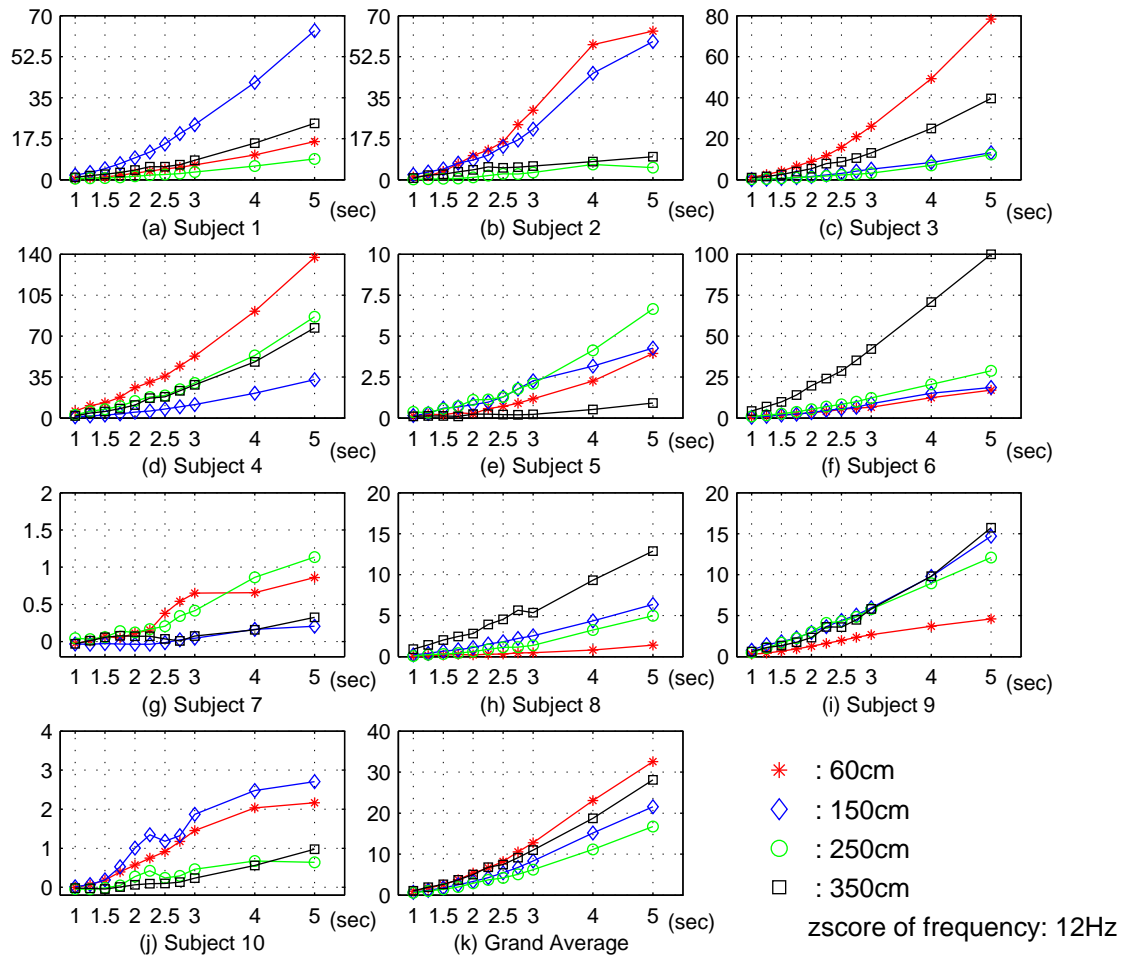 70
52.5
35
17.5
0
1 1.5 2 2.5 3 4 5 (sec)
(a) Subject 1
70
52.5
35
17.5
0
1 1.5 2 2.5 3 4 5 (sec)
(b) Subject 2
80
60
40
20
0
1 1.5 2 2.5 3 4 5 (sec)
(c) Subject 3
140
105
70
35
0
1 1.5 2 2.5 3 4 5 (sec)
(d) Subject 4
10
7.5
5
2.5
0
1 1.5 2 2.5 3 4 5 (sec)
(e) Subject 5
100
75
50
25
0
1 1.5 2 2.5 3 4 5 (sec)
(f) Subject 6
2
1.5
1
0.5
0
1 1.5 2 2.5 3 4 5 (sec)
(g) Subject 7
20
15
10
5
0
1 1.5 2 2.5 3 4 5 (sec)
(h) Subject 8
20
15
10
5
0
1 1.5 2 2.5 3 4 5 (sec)
(i) Subject 9
4
3
2
1
0
1 1.5 2 2.5 3 4 5 (sec)
(j) Subject 10
40
30
20
10
0
1 1.5 2 2.5 3 4 5 (sec)
(k) Grand Average
: 60cm
: 150cm
: 250cm
: 350cm
zscore of frequency: 12Hz